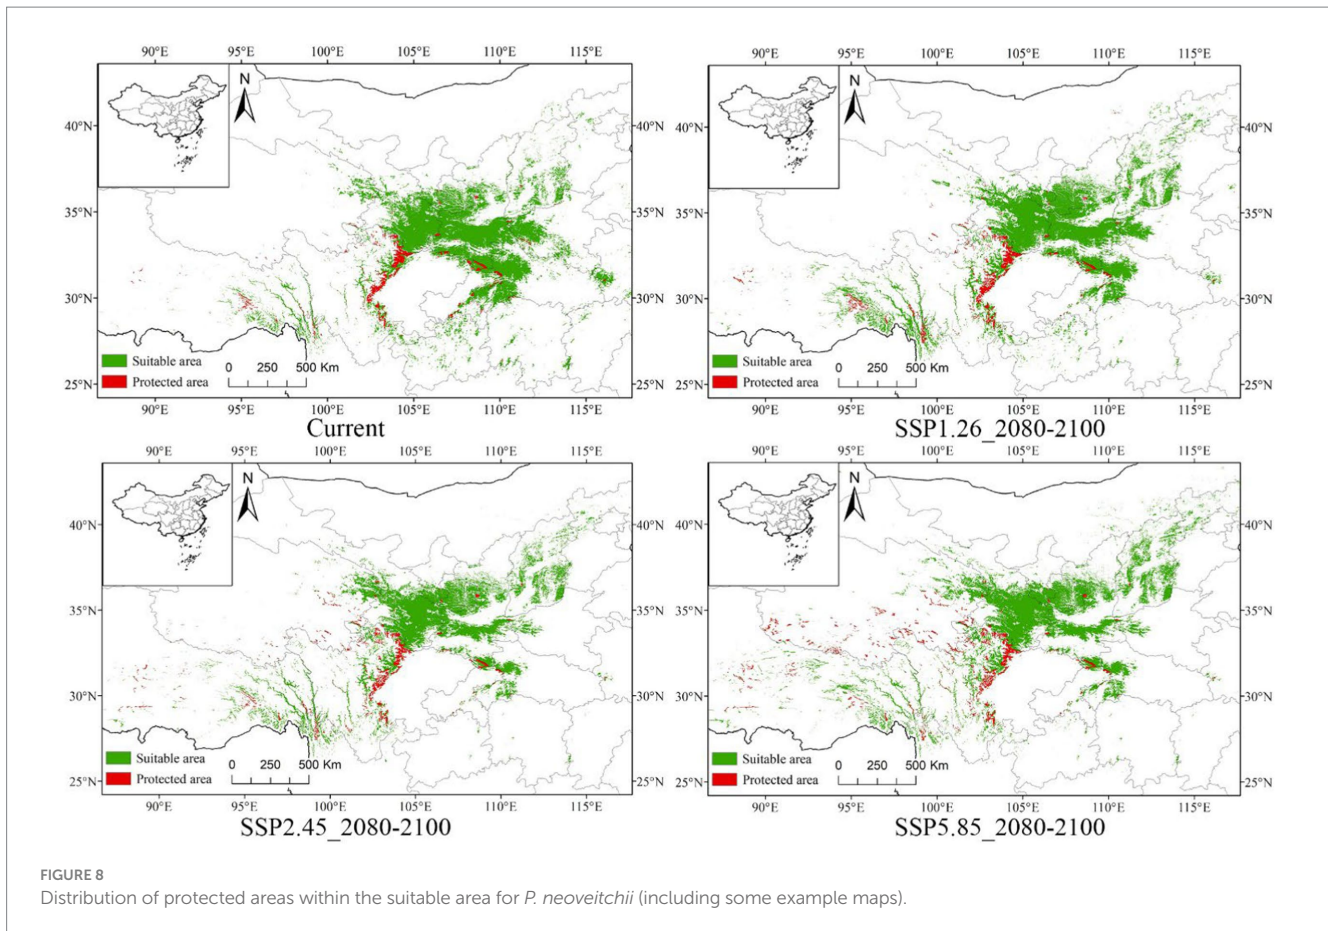 90°E 95°E 100°E 105°E 110°E 115°E
N
40°N 40°N
35°N 35°N
30°N 30°N
25°N 25°N
Suitable area
Protected area
0 250 500 Km
90°E 95°E 100°E 105°E 110°E 115°E
Current
90°E 95°E 100°E 105°E 110°E 115°E
N
40°N 40°N
35°N 35°N
30°N 30°N
25°N 25°N
Suitable area
Protected area
0 250 500 Km
90°E 95°E 100°E 105°E 110°E 115°E
SSP1.26_2080-2100
90°E 95°E 100°E 105°E 110°E 115°E
N
40°N 40°N
35°N 35°N
30°N 30°N
25°N 25°N
Suitable area
Protected area
0 250 500 Km
90°E 95°E 100°E 105°E 110°E 115°E
SSP2.45_2080-2100
90°E 95°E 100°E 105°E 110°E 115°E
N
40°N 40°N
35°N 35°N
30°N 30°N
25°N 25°N
Suitable area
Protected area
0 250 500 Km
90°E 95°E 100°E 105°E 110°E 115°E
SSP5.85_2080-2100
FIGURE 8
Distribution of protected areas within the suitable area for P. neoveitchii (including some example maps).